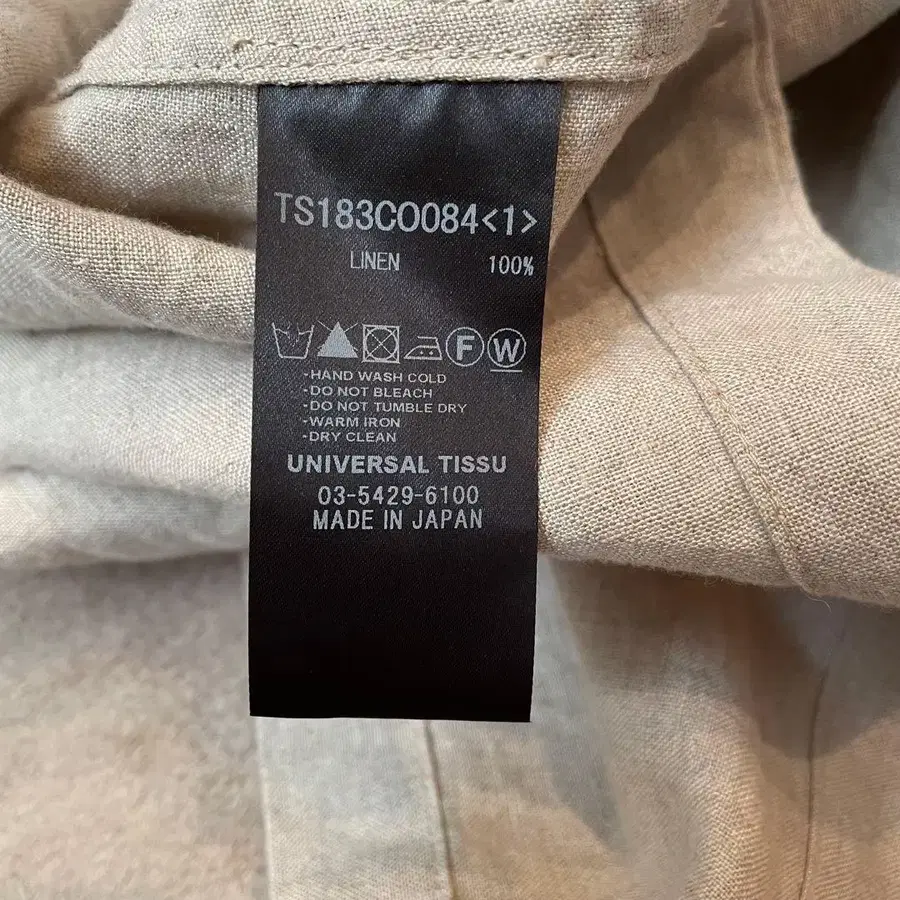 TS183CO084<1>
LINEN 100%
F W
-HAND WASH COLD
-DO NOT BLEACH
-DO NOT TUMBLE DRY
-WARM IRON
-DRY CLEAN
UNIVERSAL TISSU
03-5429-6100
MADE IN JAPAN